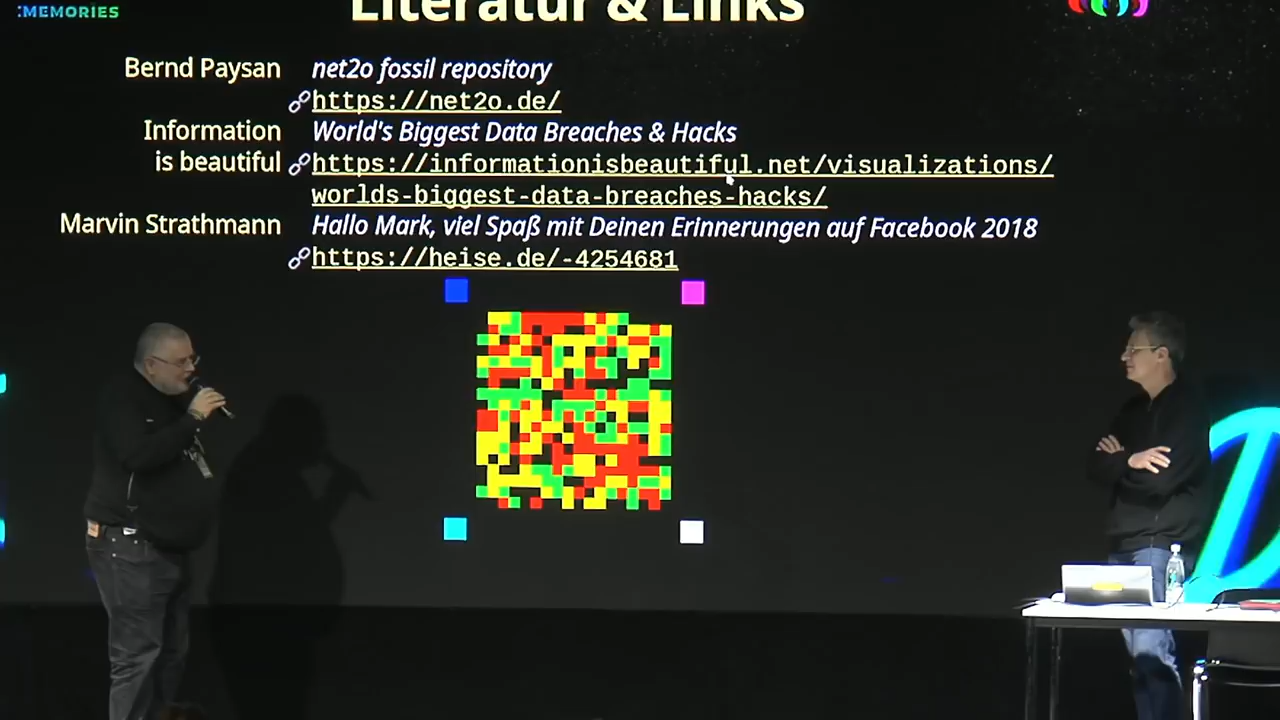 :MEMORIES
Literatur & Links
Bernd Paysan net2o fossil repository
https://net2o.de/
Information World's Biggest Data Breaches & Hacks
is beautiful https://informationisbeautiful.net/visualizations/
worlds-biggest-data-breaches-hacks/
Marvin Strathmann Hallo Mark, viel Spaß mit Deinen Erinnerungen auf Facebook 2018
https://heise.de/-4254681